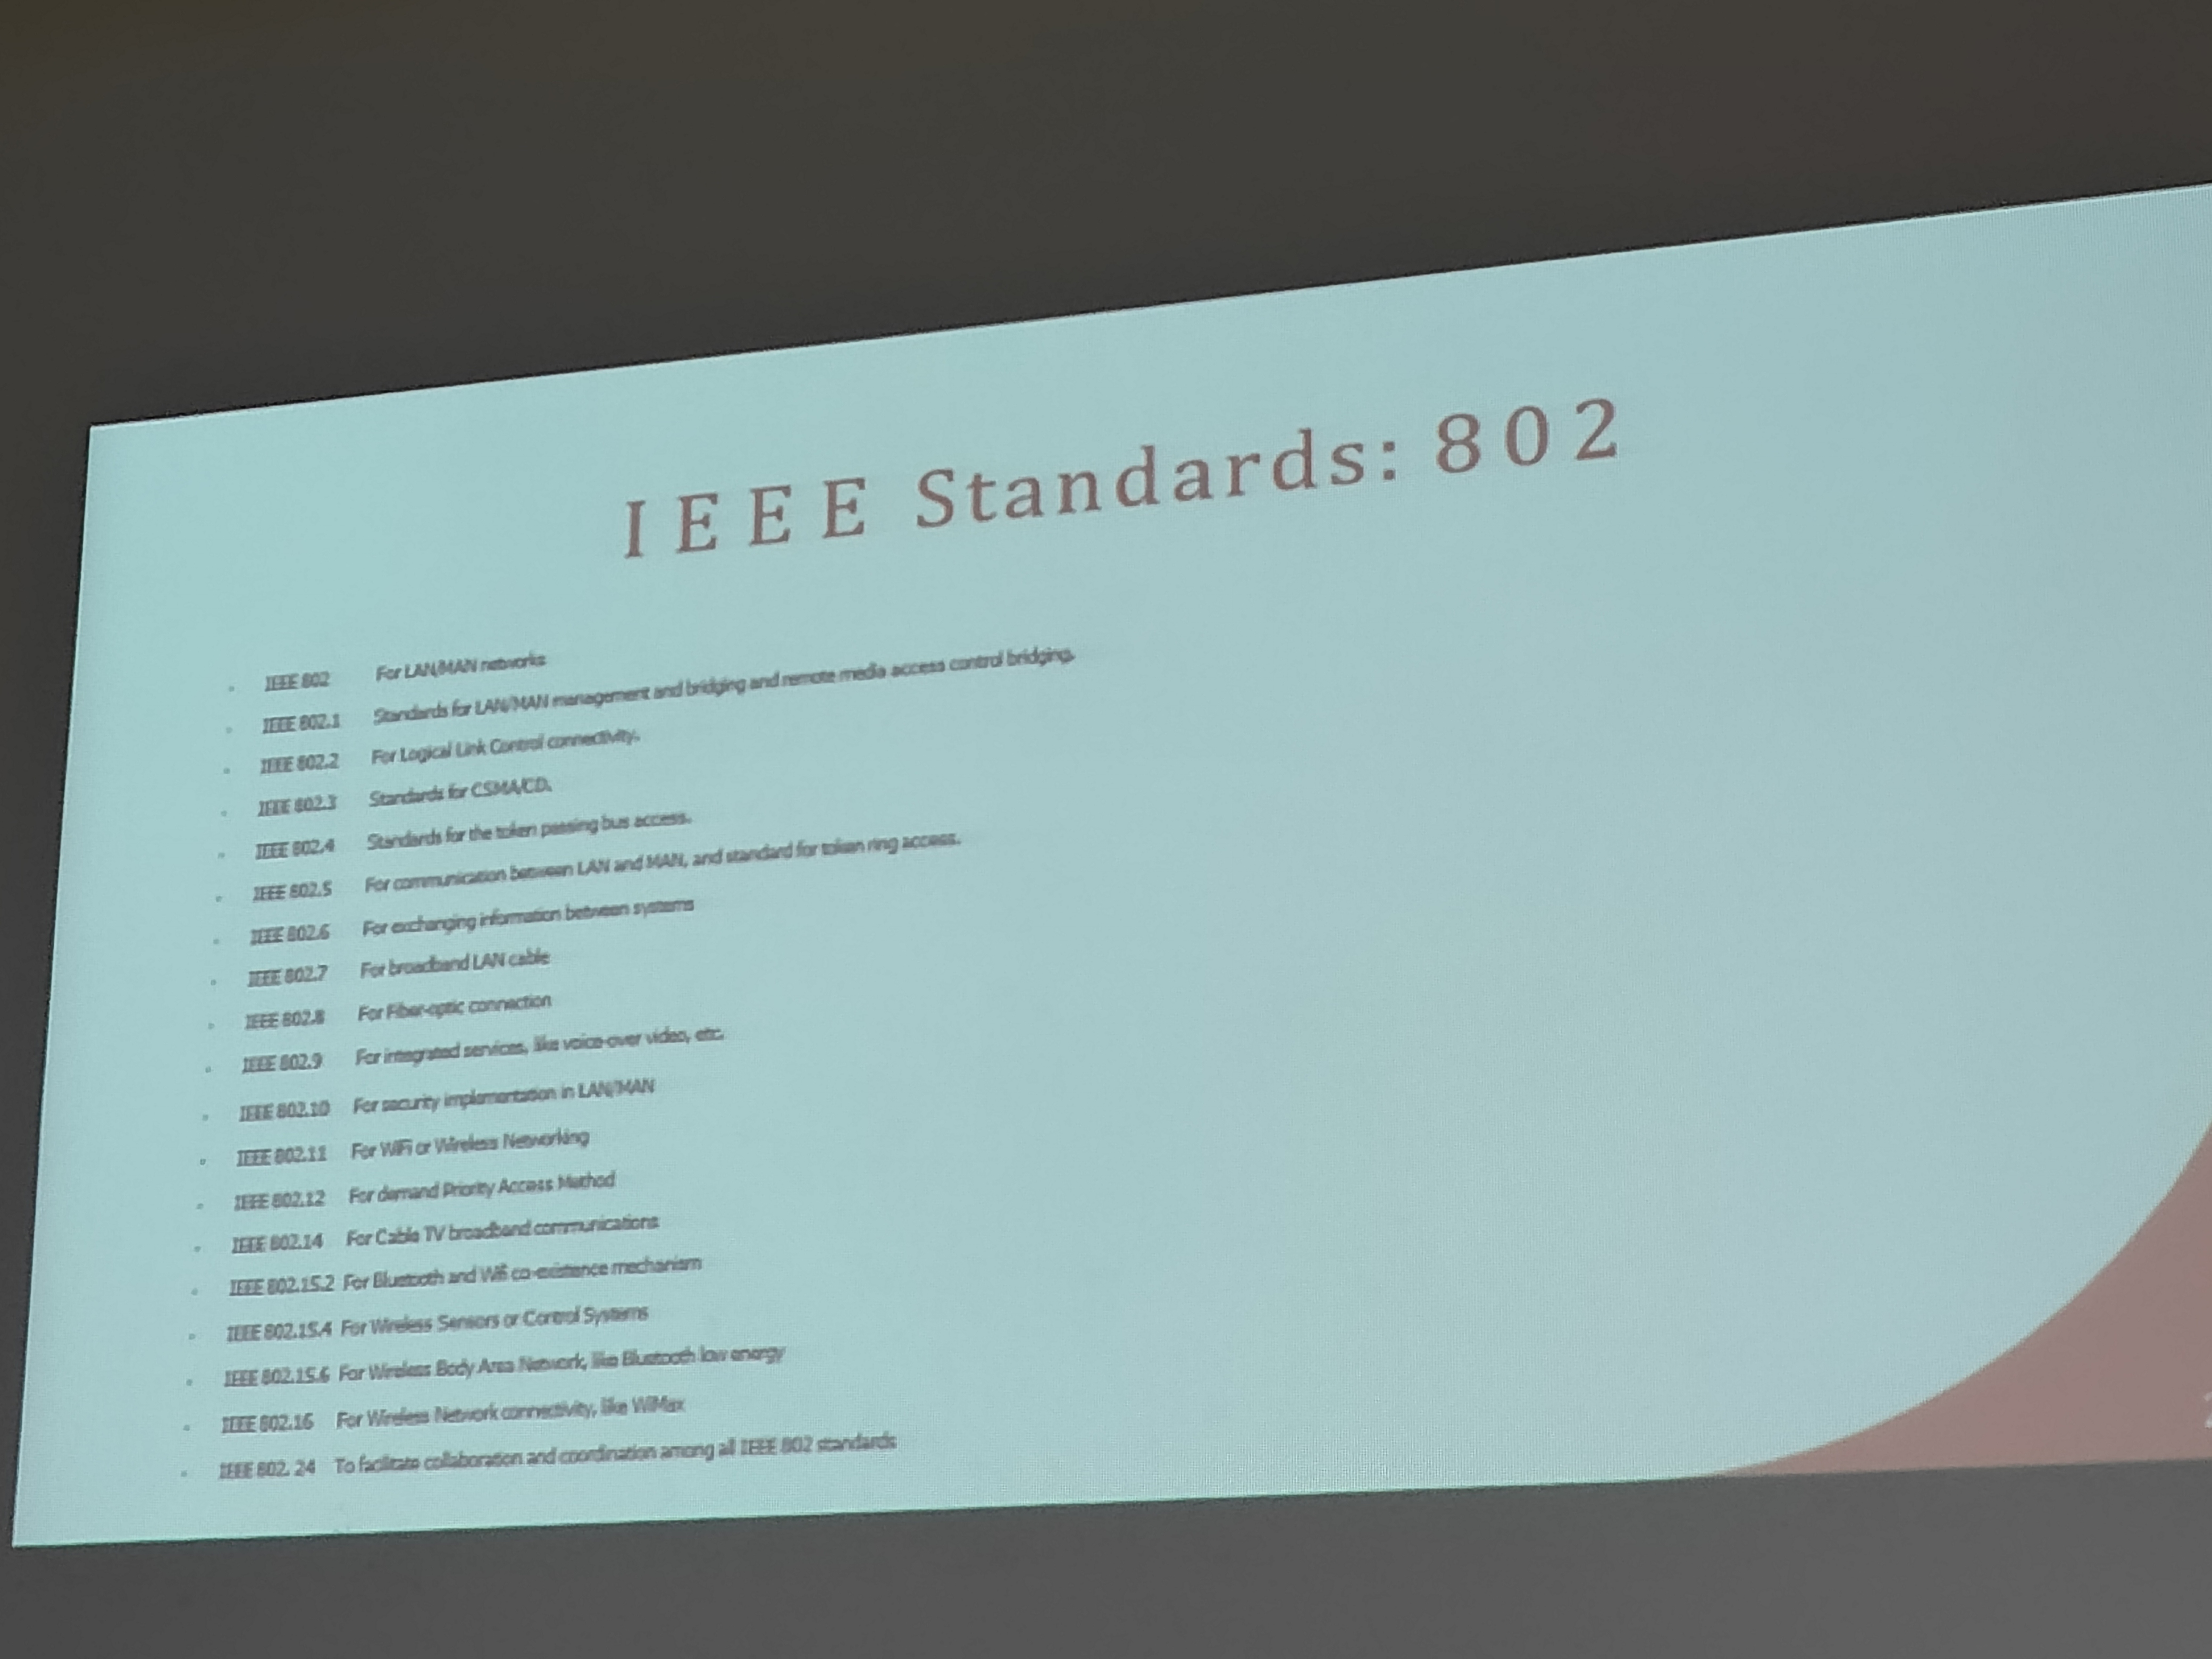 IEEE Standards: 802
IEEE 802 For LAN/MAN networks
IEEE 802.1 Standards for LAN/MAN management and bridging and remote media access control bridging.
IEEE 802.2 For Logical Link Control connectivity.
IEEE 802.3 Standards for CSMA/CD.
IEEE 802.4 Standards for the token passing bus access.
IEEE 802.5 For communication between LAN and MAN, and standard for token ring access.
IEEE 802.6 For exchanging information between systems
IEEE 802.7 For broadband LAN cable
IEEE 802.8 For Fiber-optic connection
IEEE 802.9 For integrated services, like voice-over video, etc.
IEEE 802.10 For security implementation in LAN/MAN
IEEE 802.11 For WiFi or Wireless Networking
IEEE 802.12 For demand Priority Access Method
IEEE 802.14 For Cable TV broadband communications
IEEE 802.15.2 For Bluetooth and Wifi co-existence mechanism
IEEE 802.15.4 For Wireless Sensors or Control Systems
IEEE 802.15.6 For Wireless Body Area Network, like Bluetooth low energy
IEEE 802.16 For Wireless Network connectivity, like WiMax
IEEE 802. 24 To facilitate collaboration and coordination among all IEEE 802 standards